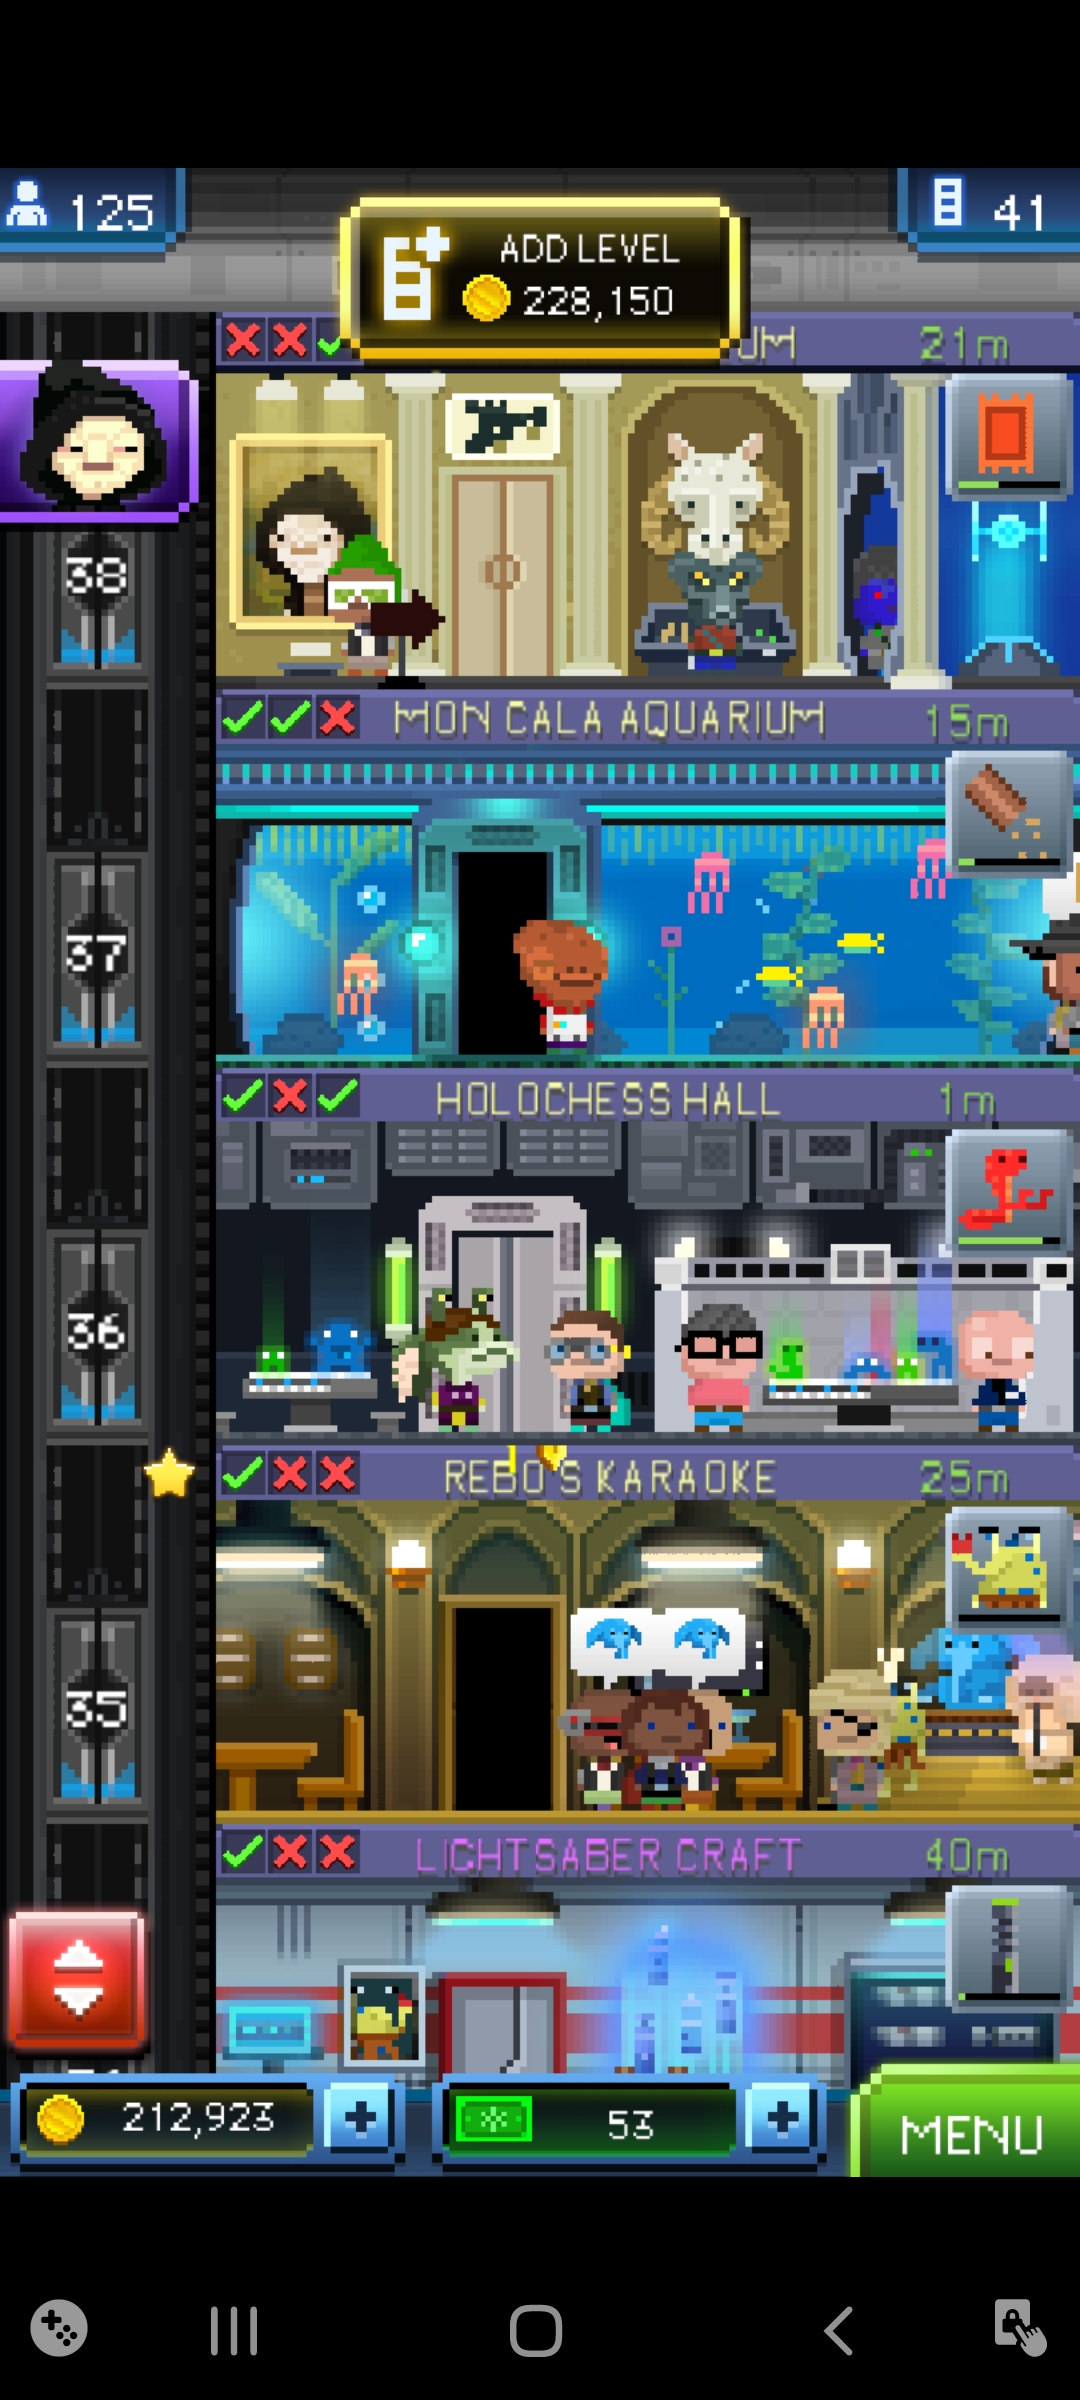 125
41
ADD LEVEL
228,150
UM
21m
38
MON CALA AQUARIUM
15m
37
HOLOCHESS HALL
1m
36
REBO'S KARAOKE
25m
35
LIGHTSABER CRAFT
40m
212,923
53
MENU